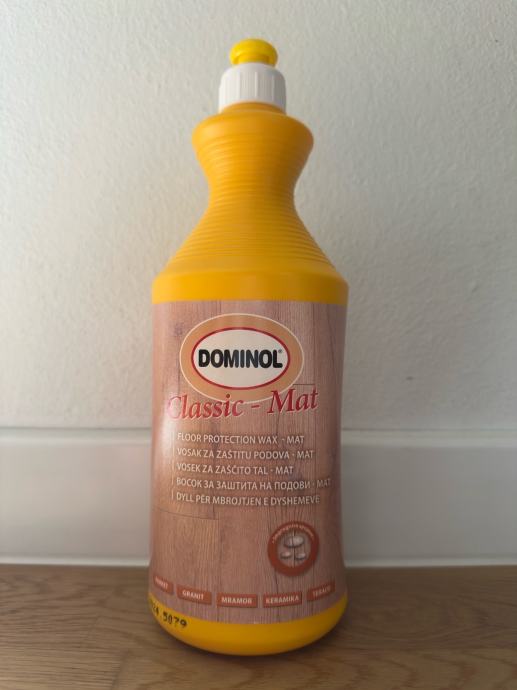 DOMINOL®
Classic - Mat
FLOOR PROTECTION WAX - MAT
VOSAK ZA ZAŠTITU PODOVA - MAT
VOSEK ZA ZAŠČITO TAL - MAT
ВОСОК ЗА ЗАШТИТА НА ПОДОВИ - МАТ
DYLL PËR MBROJTJEN E DYSHEMEVE
GRANIT MRAMOR KERAMIKA
5079